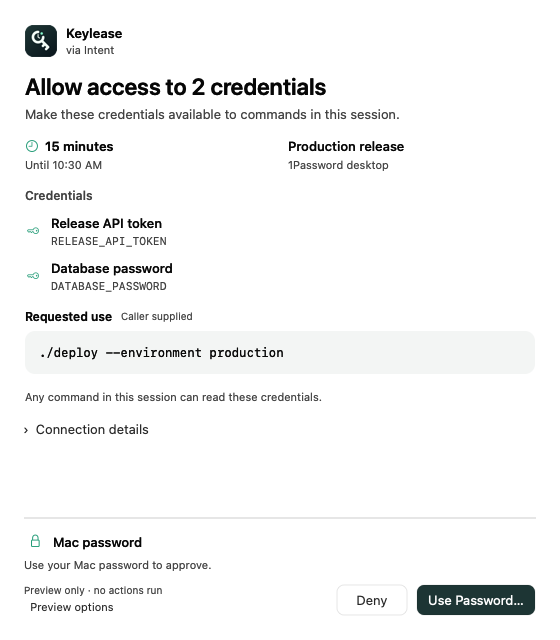 Keylease
via Intent
Allow access to 2 credentials
Make these credentials available to commands in this session.
15 minutes
Until 10:30 AM
Production release
1Password desktop
Credentials
Release API token
RELEASE_API_TOKEN
Database password
DATABASE_PASSWORD
Requested use Caller supplied
./deploy --environment production
Any command in this session can read these credentials.
› Connection details
Mac password
Use your Mac password to approve.
Preview only · no actions run
Preview options
Deny
Use Password...